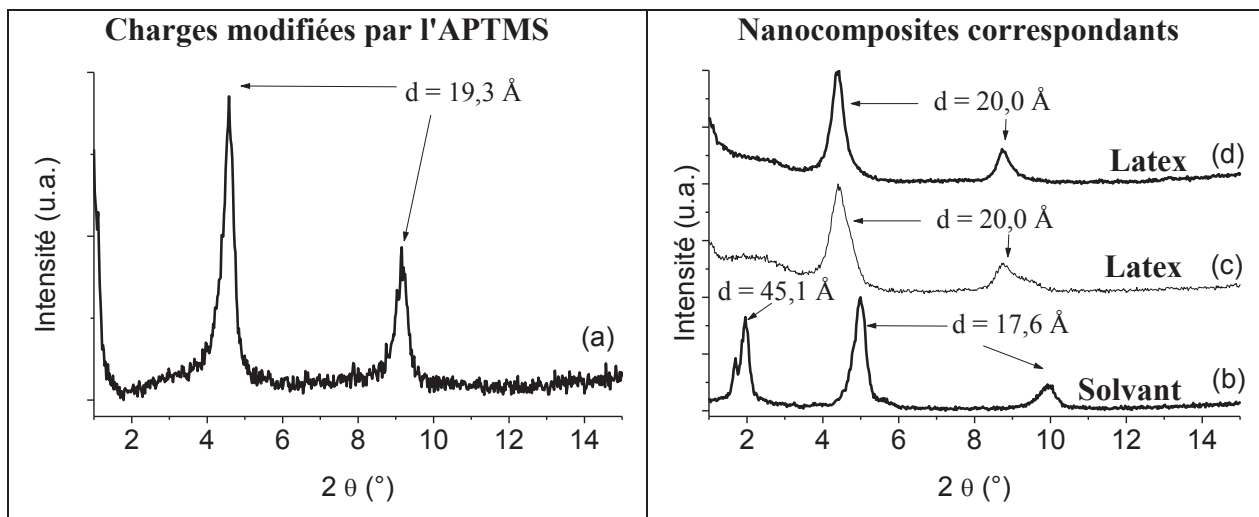 Charges modifiées par l'APTMS
d = 19,3 Å
Intensité (u.a.)
(a)
2 4 6 8 10 12 14
2 θ (°)
Nanocomposites correspondants
d = 20,0 Å
Latex (d)
d = 20,0 Å
Latex (c)
d = 45,1 Å
d = 17,6 Å
Solvant (b)
Intensité (u.a.)
2 4 6 8 10 12 14
2 θ (°)